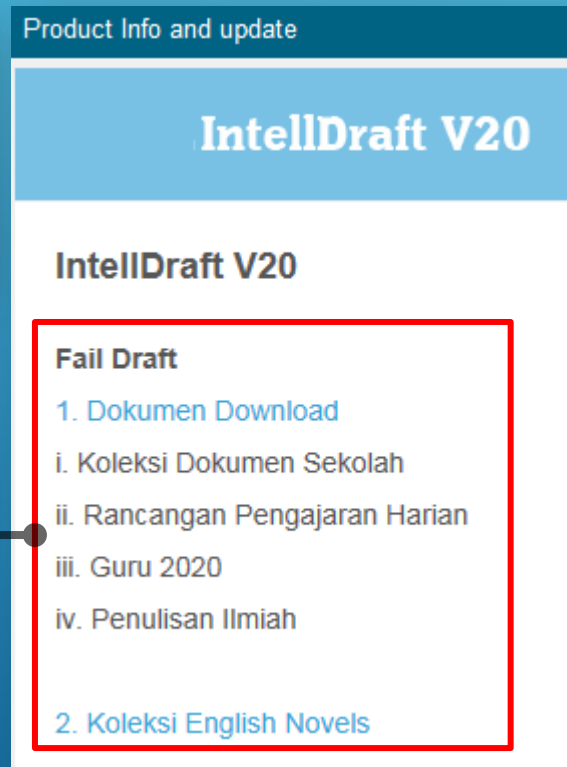 Product Info and update
IntellDraft V20
IntellDraft V20
Fail Draft
1. Dokumen Download
i. Koleksi Dokumen Sekolah
ii. Rancangan Pengajaran Harian
iii. Guru 2020
iv. Penulisan Ilmiah
2. Koleksi English Novels